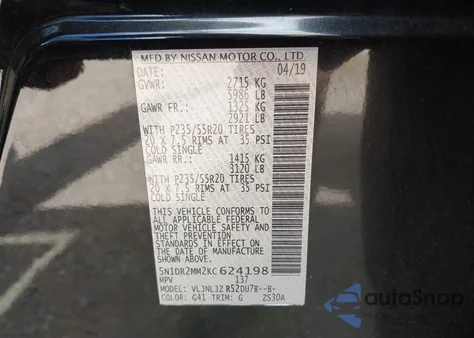 MFD BY NISSAN MOTOR CO., LTD.
DATE: 04/19
GVWR: 2715 KG
5986 LB
GAWR FR.: 1325 KG
2921 LB
WITH P235/55R20 TIRES
20 X 7.5 RIMS AT 35 PSI
COLD SINGLE
GAWR RR.: 1415 KG
3120 LB
WITH P235/55R20 TIRES
20 X 7.5 RIMS AT 35 PSI
COLD SINGLE
THIS VEHICLE CONFORMS TO
ALL APPLICABLE FEDERAL
MOTOR VEHICLE SAFETY AND
THEFT PREVENTION
STANDARDS IN EFFECT ON THE
DATE OF MANUFACTURE
SHOWN ABOVE.
5N1DR2MM2KC624198
MPV 137
MODEL: VLJNLJZ R52DU7B--B-
COLOR: G41 TRIM: G ZS30A
autoSnap